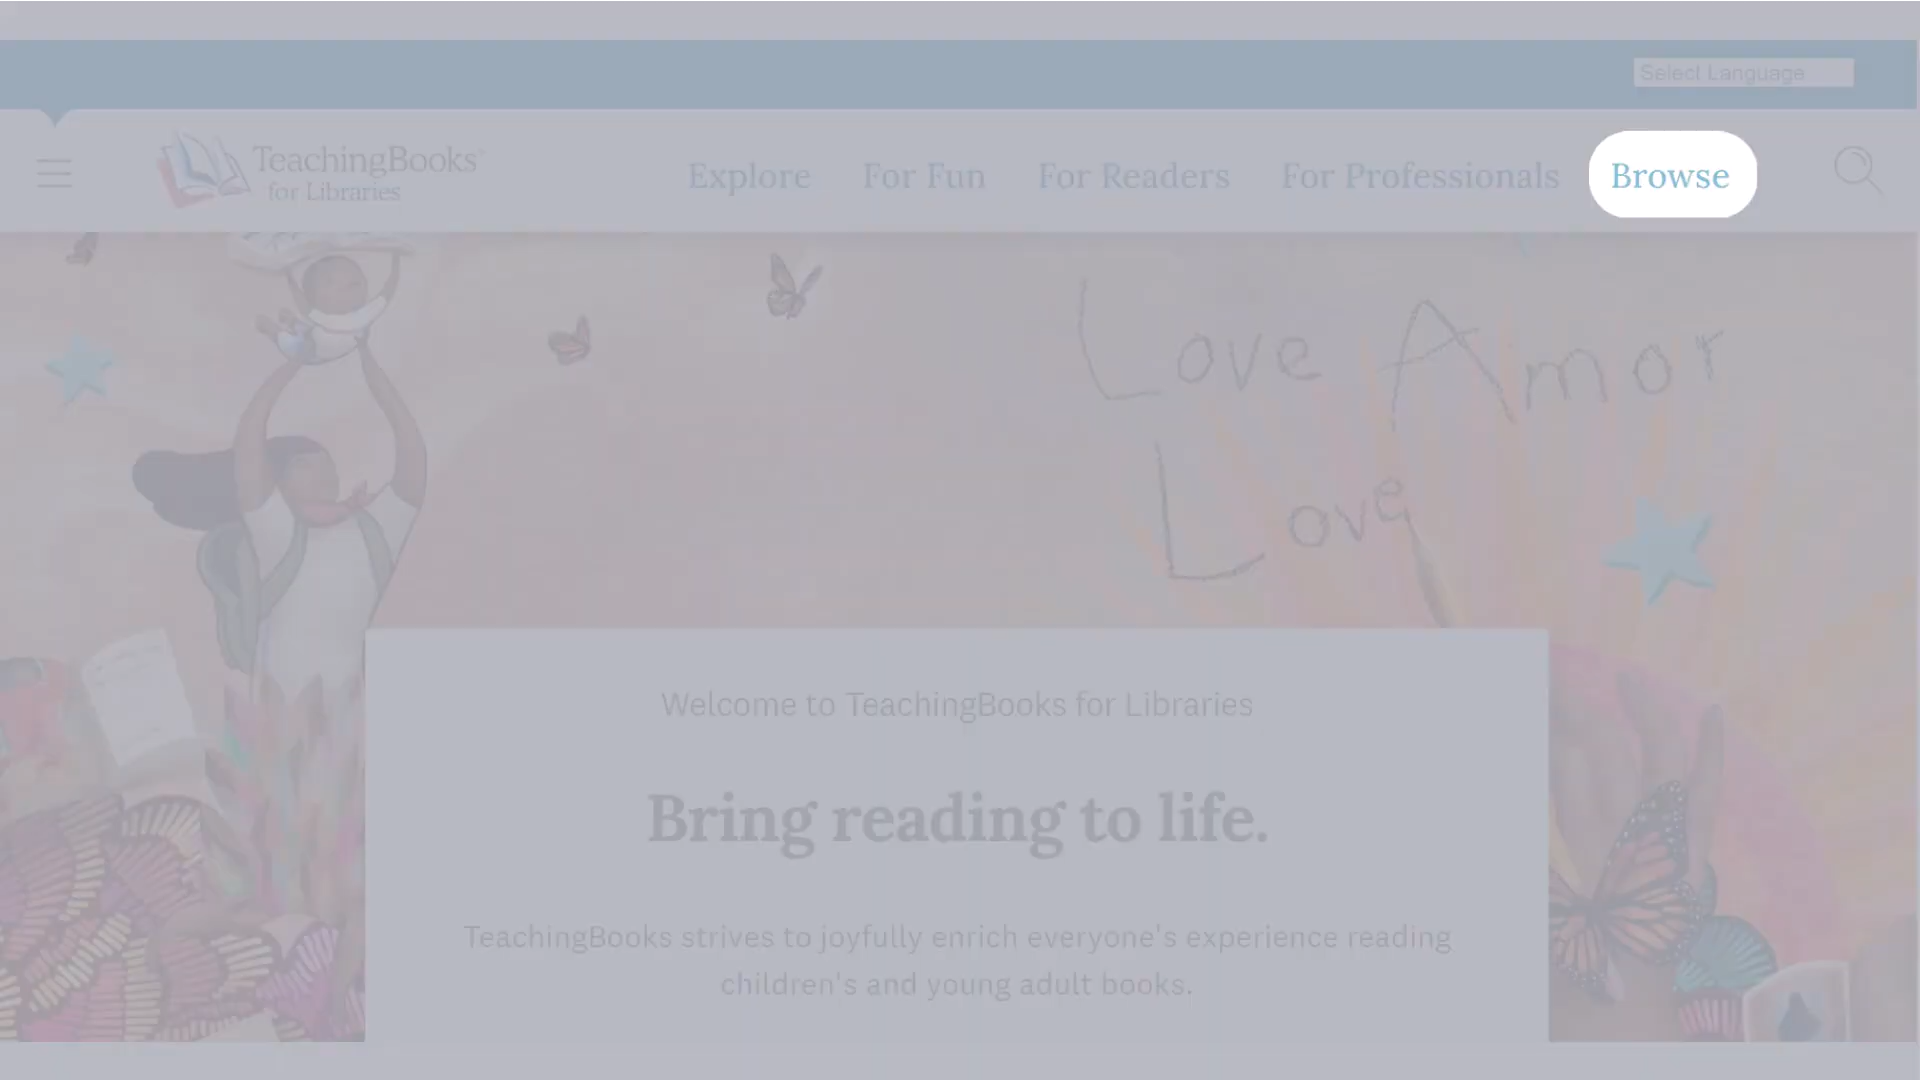 Select Language
TeachingBooks
for Libraries
Explore
For Fun
For Readers
For Professionals
Browse
Love Amor
Love
Welcome to TeachingBooks for Libraries
Bring reading to life.
TeachingBooks strives to joyfully enrich everyone's experience reading
children's and young adult books.